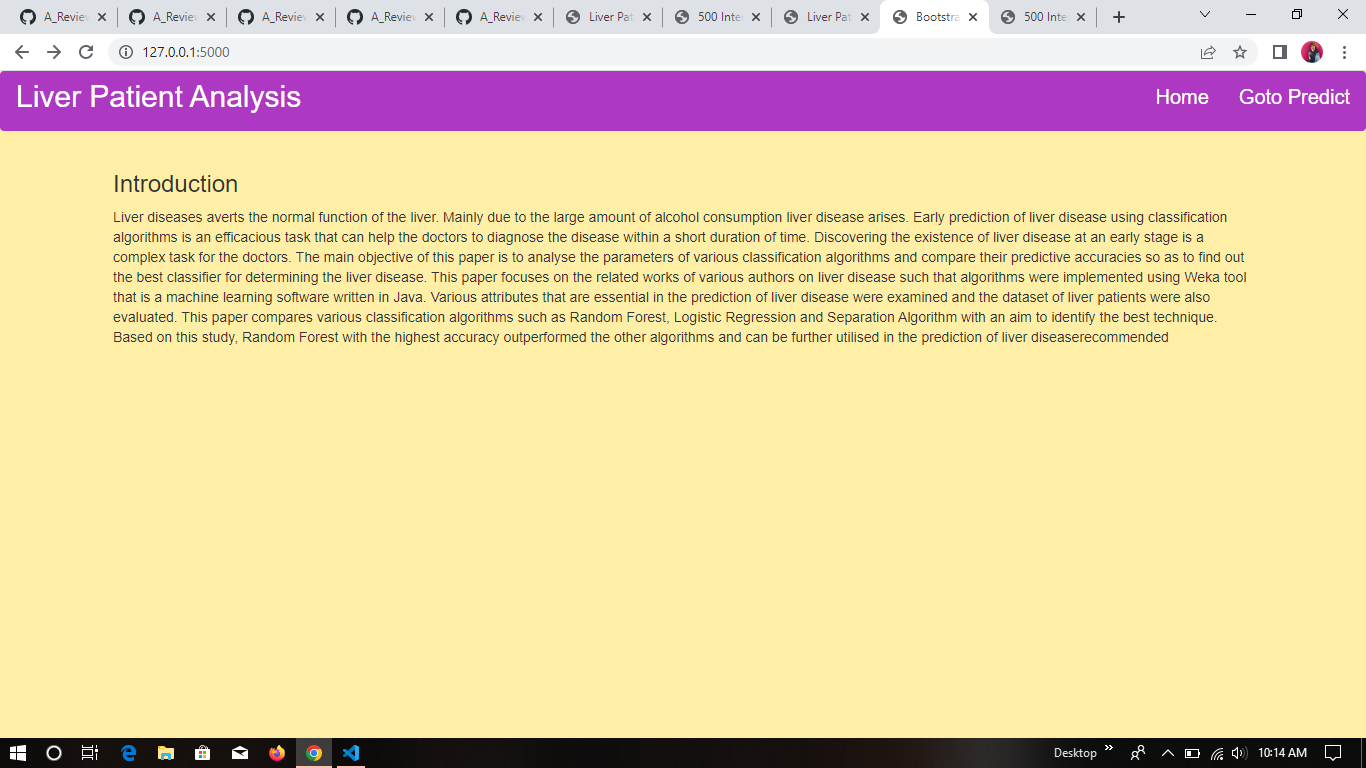 A_Review
A_Review
A_Review
A_Review
A_Review
Liver Pat
500 Inte
Liver Pat
Bootstra
500 Inte
127.0.0.1:5000
Liver Patient Analysis
Home
Goto Predict
Introduction
Liver diseases averts the normal function of the liver. Mainly due to the large amount of alcohol consumption liver disease arises. Early prediction of liver disease using classification
algorithms is an efficacious task that can help the doctors to diagnose the disease within a short duration of time. Discovering the existence of liver disease at an early stage is a
complex task for the doctors. The main objective of this paper is to analyse the parameters of various classification algorithms and compare their predictive accuracies so as to find out
the best classifier for determining the liver disease. This paper focuses on the related works of various authors on liver disease such that algorithms were implemented using Weka tool
that is a machine learning software written in Java. Various attributes that are essential in the prediction of liver disease were examined and the dataset of liver patients were also
evaluated. This paper compares various classification algorithms such as Random Forest, Logistic Regression and Separation Algorithm with an aim to identify the best technique.
Based on this study, Random Forest with the highest accuracy outperformed the other algorithms and can be further utilised in the prediction of liver diseaserecommended
Desktop
10:14 AM